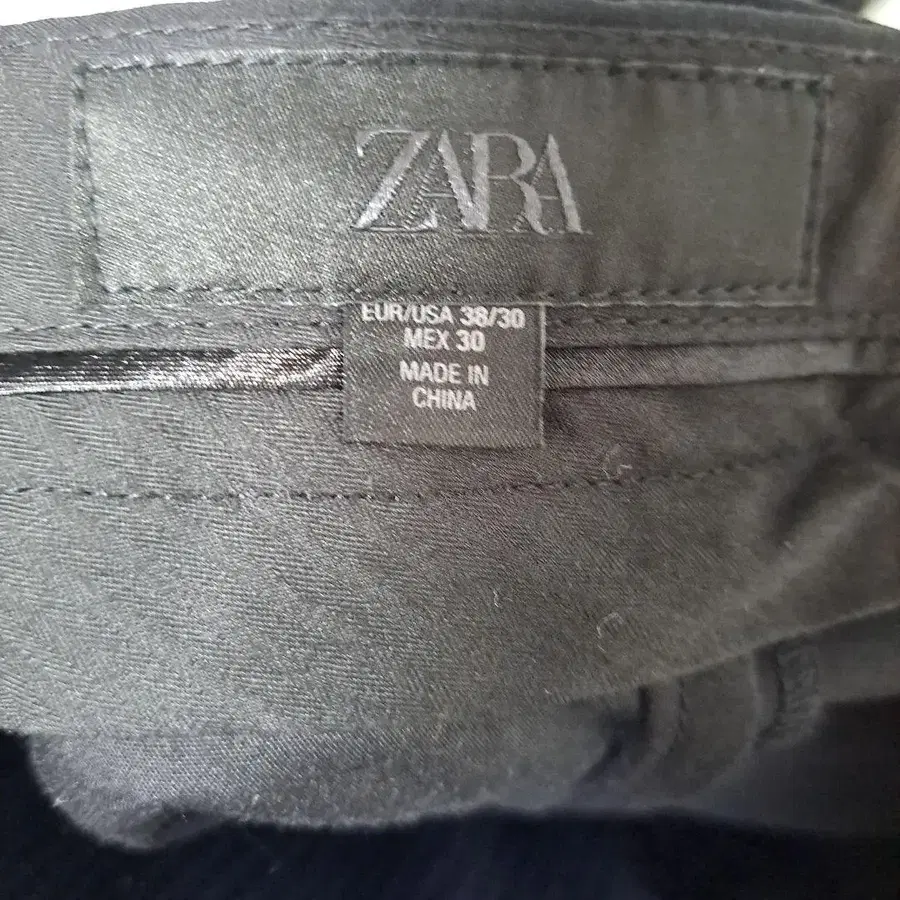 ZARA
EUR/USA 38/30
MEX 30
MADE IN
CHINA